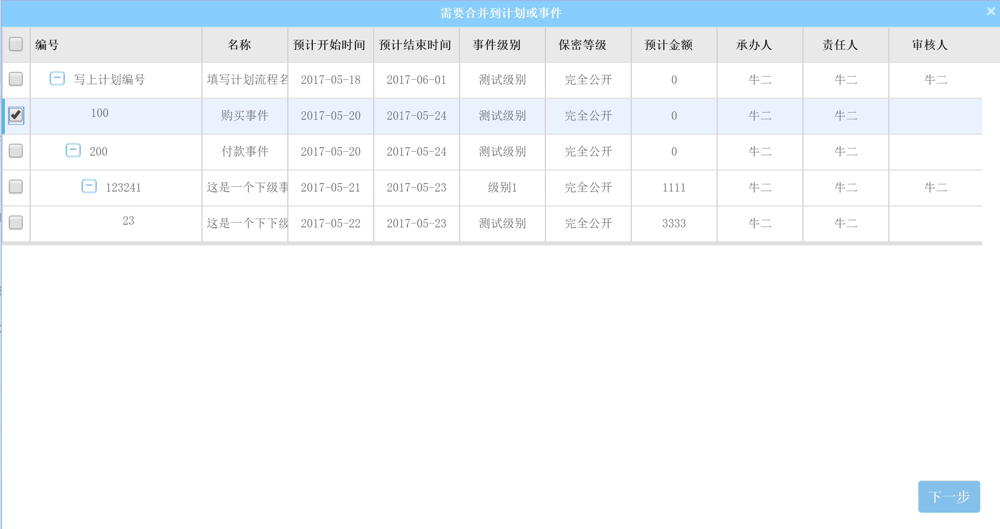 需要合并到计划或事件
编号 名称 预计开始时间 预计结束时间 事件级别 保密等级 预计金额 承办人 责任人 审核人
写上计划编号 填写计划流程名 2017-05-18 2017-06-01 测试级别 完全公开 0 牛二 牛二 牛二
100 购买事件 2017-05-20 2017-05-24 测试级别 完全公开 0 牛二 牛二
200 付款事件 2017-05-20 2017-05-24 测试级别 完全公开 0 牛二 牛二
123241 这是一个下级事 2017-05-21 2017-05-23 级别1 完全公开 1111 牛二 牛二 牛二
23 这是一个下下级 2017-05-22 2017-05-23 测试级别 完全公开 3333 牛二 牛二
下一步